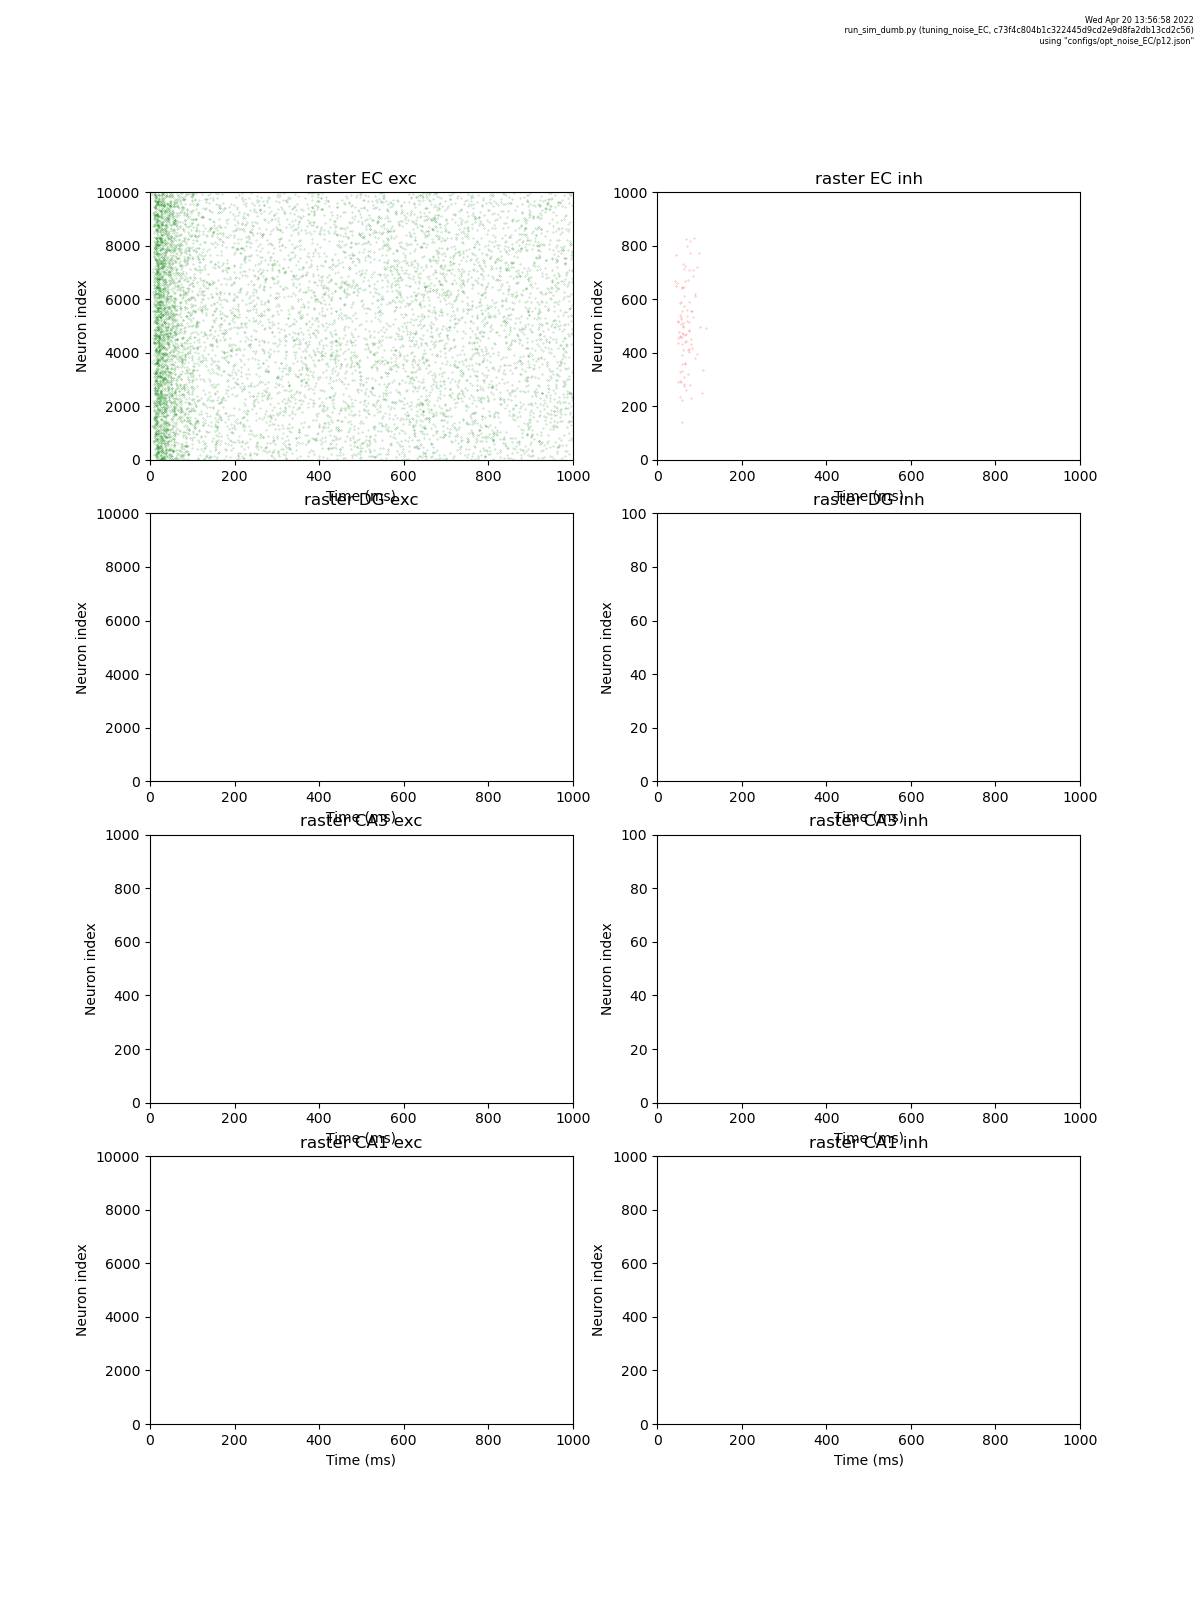 Wed Apr 20 13:56:58 2022
run_sim_dumb.py (tuning_noise_EC, c73f4c804b1c322445d9cd2e9d8fa2db13cd2c56)
using "configs/opt_noise_EC/p12.json"
raster EC exc
10000
8000
6000
4000
2000
0
Neuron index
0 200 400 600 800 1000
Time (ms)
raster EC inh
1000
800
600
400
200
0
Neuron index
0 200 400 600 800 1000
Time (ms)
raster DG exc
10000
8000
6000
4000
2000
0
Neuron index
0 200 400 600 800 1000
Time (ms)
raster DG inh
100
80
60
40
20
0
Neuron index
0 200 400 600 800 1000
Time (ms)
raster CA3 exc
1000
800
600
400
200
0
Neuron index
0 200 400 600 800 1000
Time (ms)
raster CA3 inh
100
80
60
40
20
0
Neuron index
0 200 400 600 800 1000
Time (ms)
raster CA1 exc
10000
8000
6000
4000
2000
0
Neuron index
0 200 400 600 800 1000
Time (ms)
raster CA1 inh
1000
800
600
400
200
0
Neuron index
0 200 400 600 800 1000
Time (ms)